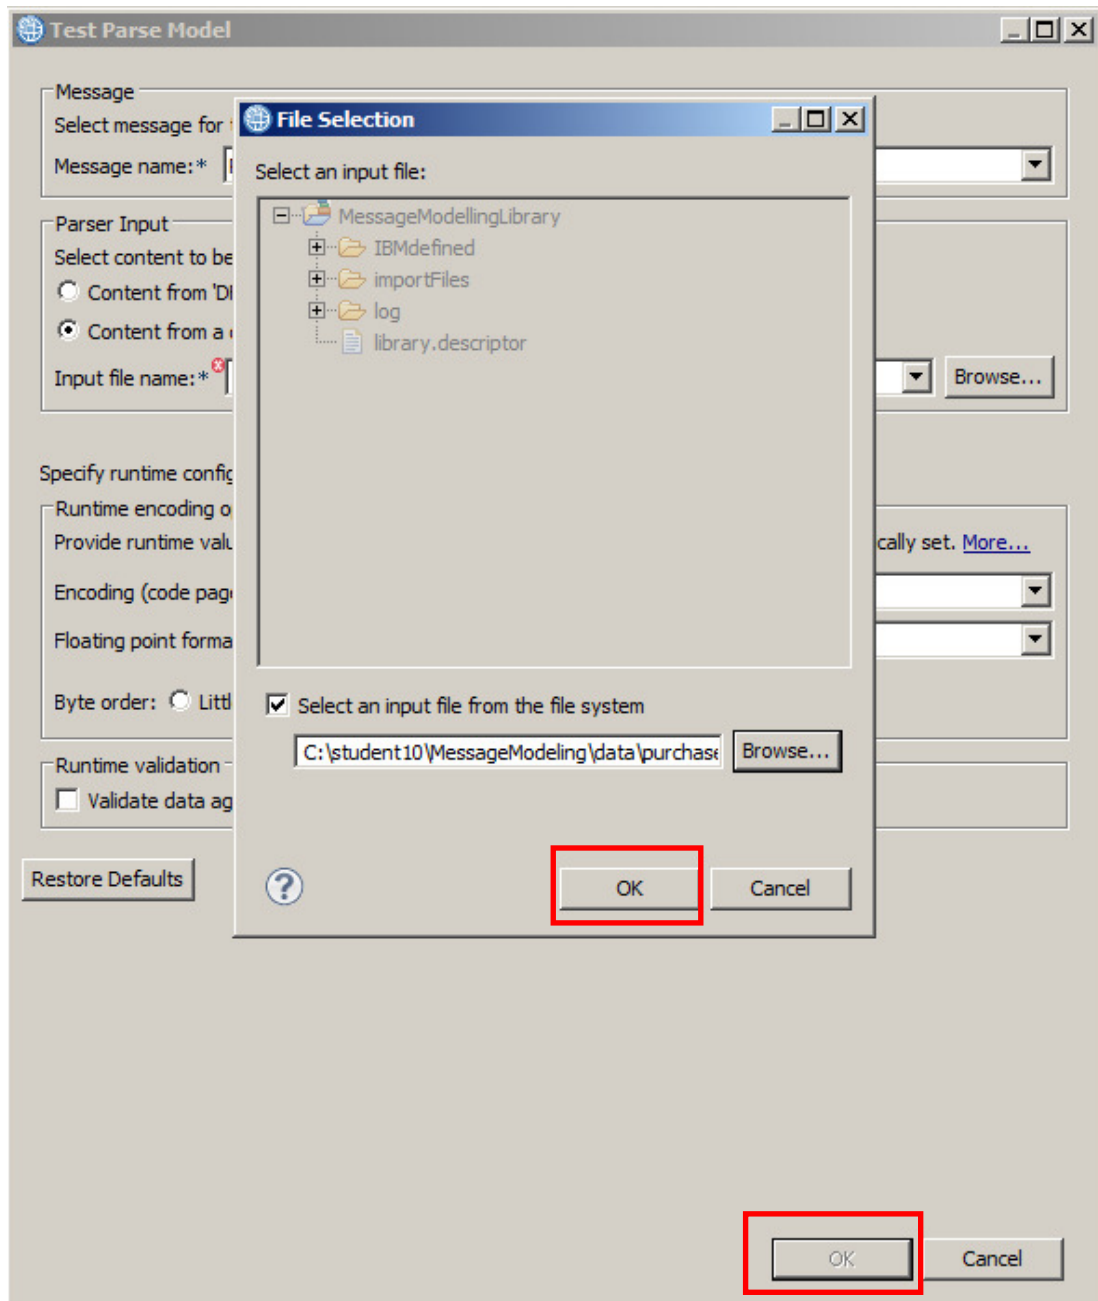 Test Parse Model
Message
Select message for
Message name:*
File Selection
Select an input file:
MessageModellingLibrary
IBMdefined
importFiles
log
library.descriptor
Parser Input
Select content to be
Content from 'D
Content from a
Input file name:*
Browse...
Specify runtime config
Runtime encoding o
Provide runtime valu
cally set. More...
Encoding (code pag
Floating point forma
Byte order: Littl
Select an input file from the file system
C:\student10\MessageModeling\data\purchase
Browse...
Runtime validation
Validate data ag
Restore Defaults
?
OK Cancel
OK Cancel